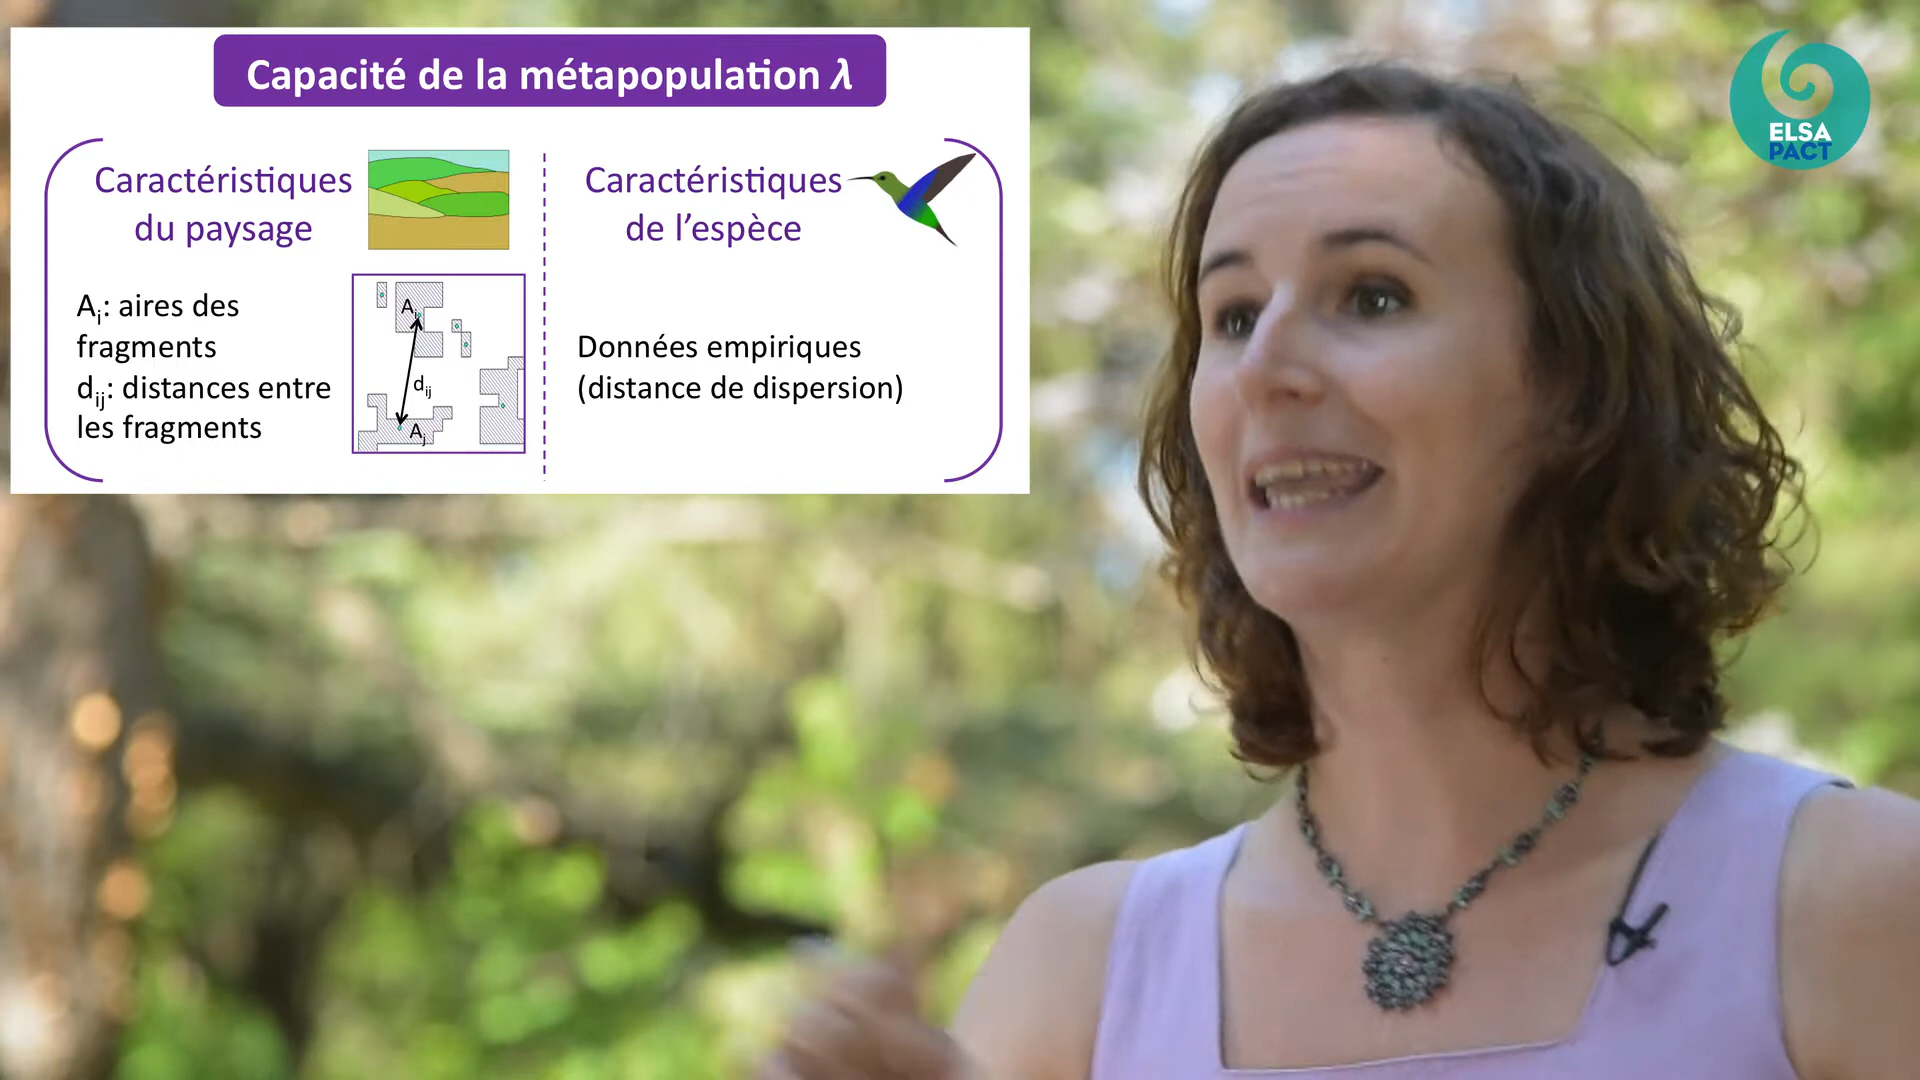 Capacité de la métapopulation λ
Caractéristiques
du paysage
Caractéristiques
de l’espèce
Ai: aires des
fragments
dij: distances entre
les fragments
Ai
dij
Aj
Données empiriques
(distance de dispersion)
ELSA
PACT